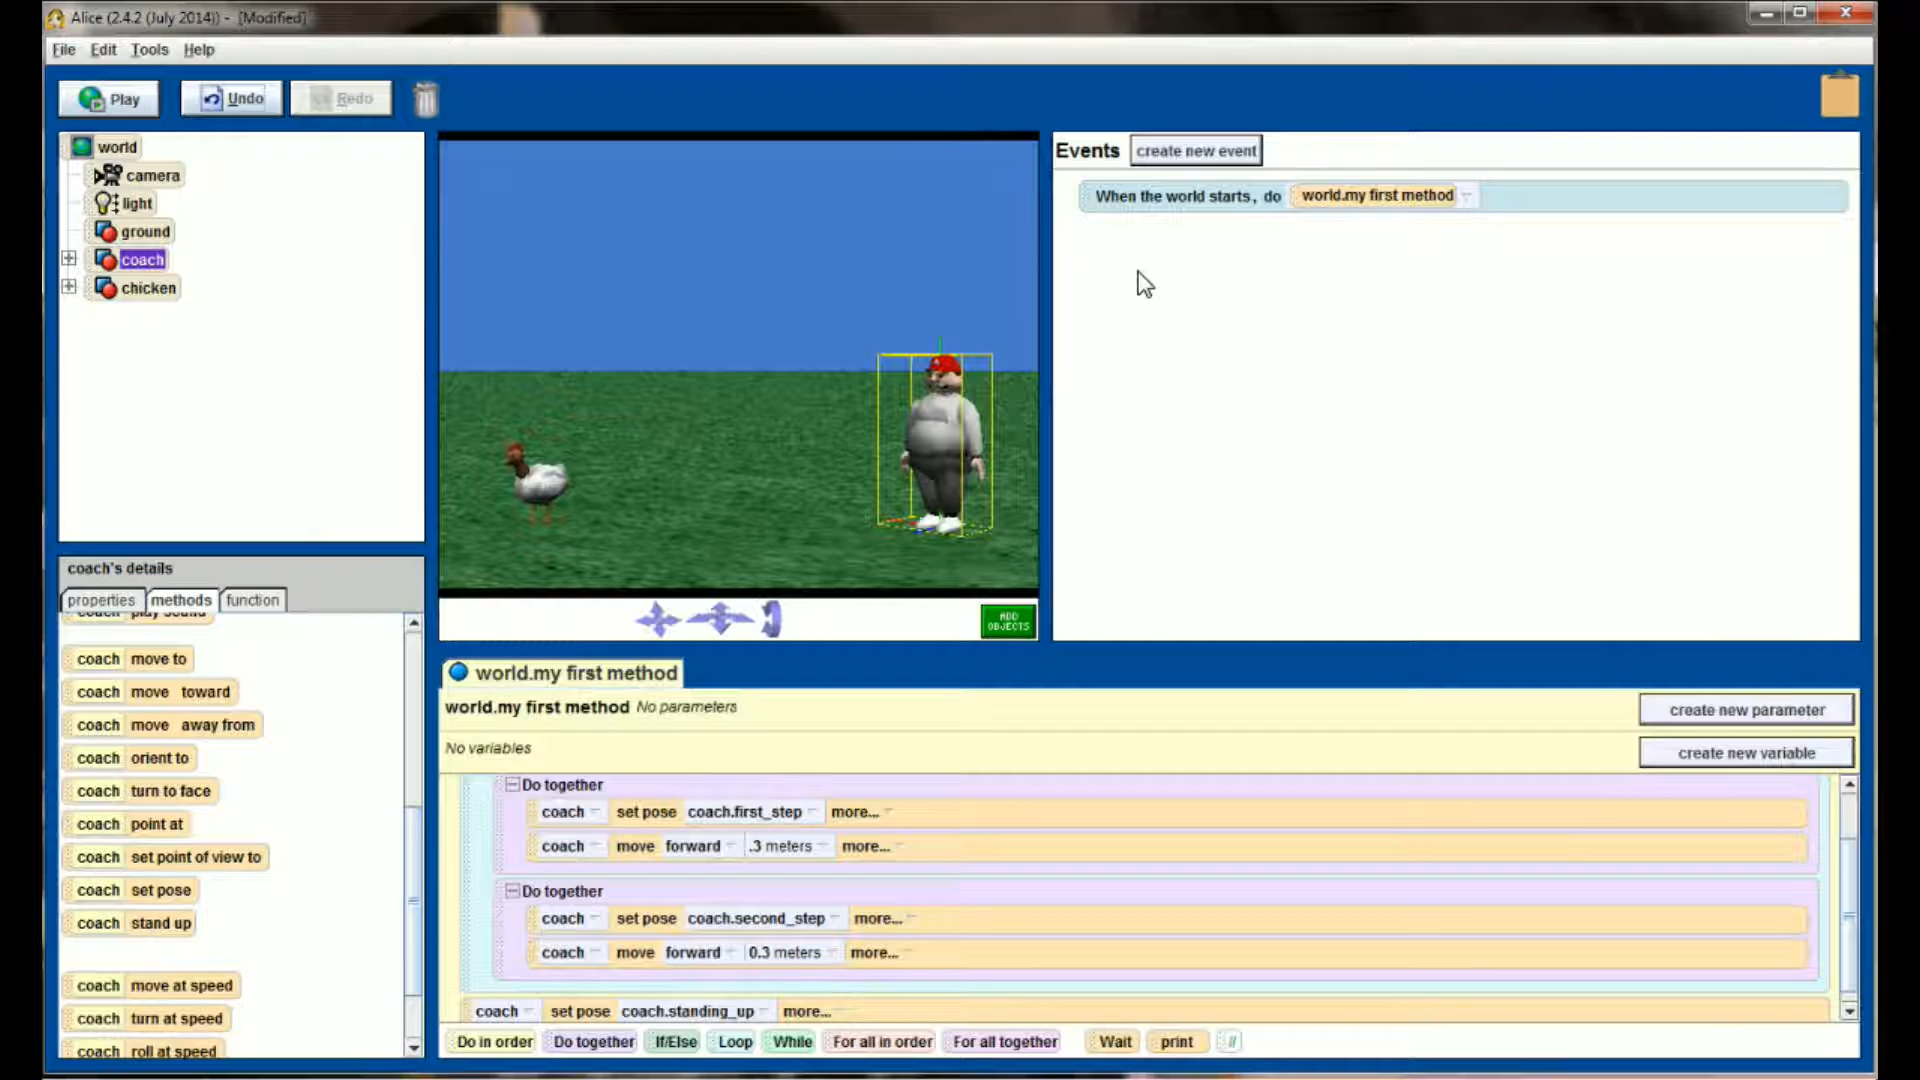 Alice (2.4.2 (July 2014)) - [Modified]
File Edit Tools Help
Play Undo Redo
world
camera
light
ground
coach
chicken
Events create new event
When the world starts, do world.my first method
ADD OBJECTS
coach's details
properties methods function
coach play sound
coach move to
coach move toward
coach move away from
coach orient to
coach turn to face
coach point at
coach set point of view to
coach set pose
coach stand up
coach move at speed
coach turn at speed
coach roll at speed
world.my first method
world.my first method No parameters
create new parameter
No variables
create new variable
Do together
coach set pose coach.first_step more...
coach move forward .3 meters more...
Do together
coach set pose coach.second_step more...
coach move forward 0.3 meters more...
coach set pose coach.standing_up more...
Do in order Do together If/Else Loop While For all in order For all together Wait print //